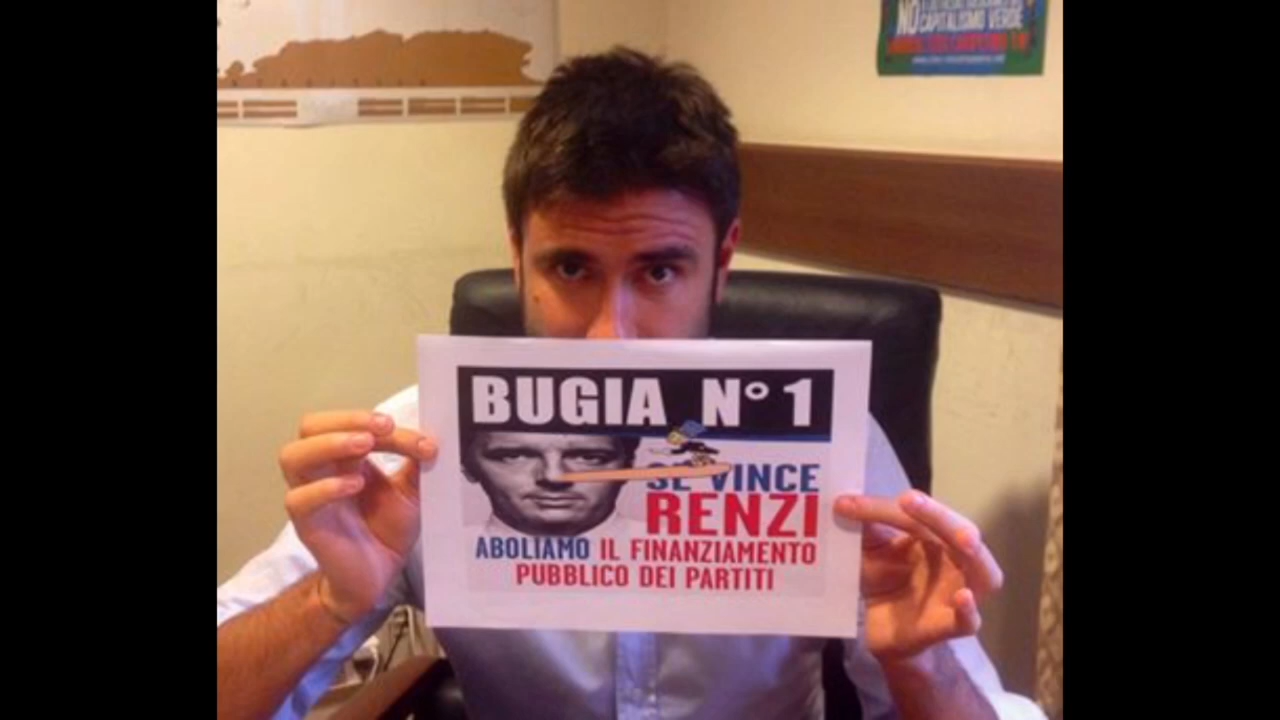 NO
CAPITALISMO VERDE
BUGIA N° 1
SE VINCE
RENZI
ABOLIAMO IL FINANZIAMENTO
PUBBLICO DEI PARTITI